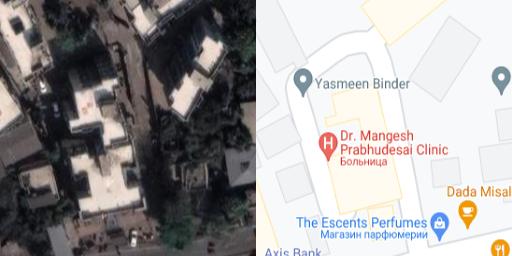 Yasmeen Binder
Dr. Mangesh
Prabhudesai Clinic
Больница
Dada Misal
The Escents Perfumes
Магазин парфюмерии
Axis Bank